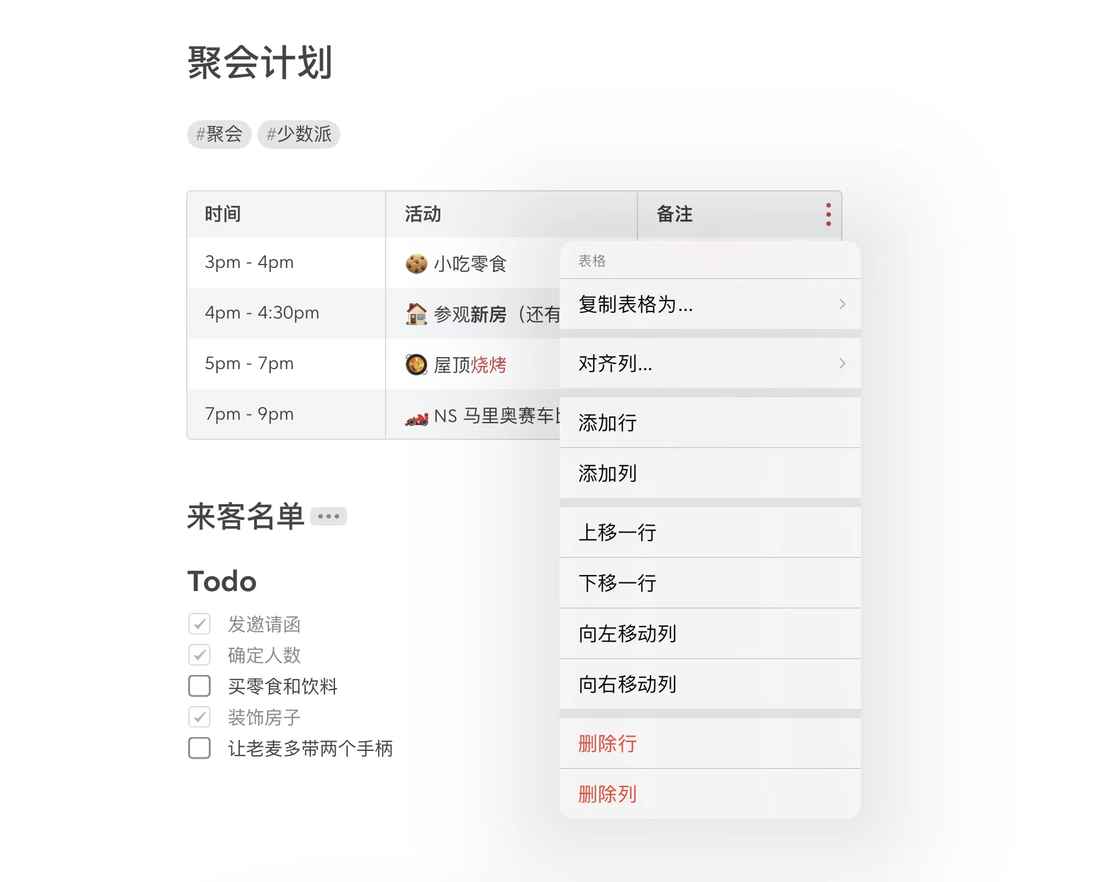 聚会计划
#聚会 #少数派
时间 活动 备注
3pm - 4pm 🍪 小吃零食
4pm - 4:30pm 🏠 参观新房（还有
5pm - 7pm 🥘 屋顶烧烤
7pm - 9pm 🏎️ NS 马里奥赛车
表格
复制表格为...
对齐列...
添加行
添加列
上移一行
下移一行
向左移动列
向右移动列
删除行
删除列
来客名单
Todo
发邀请函
确定人数
买零食和饮料
装饰房子
让老麦多带两个手柄